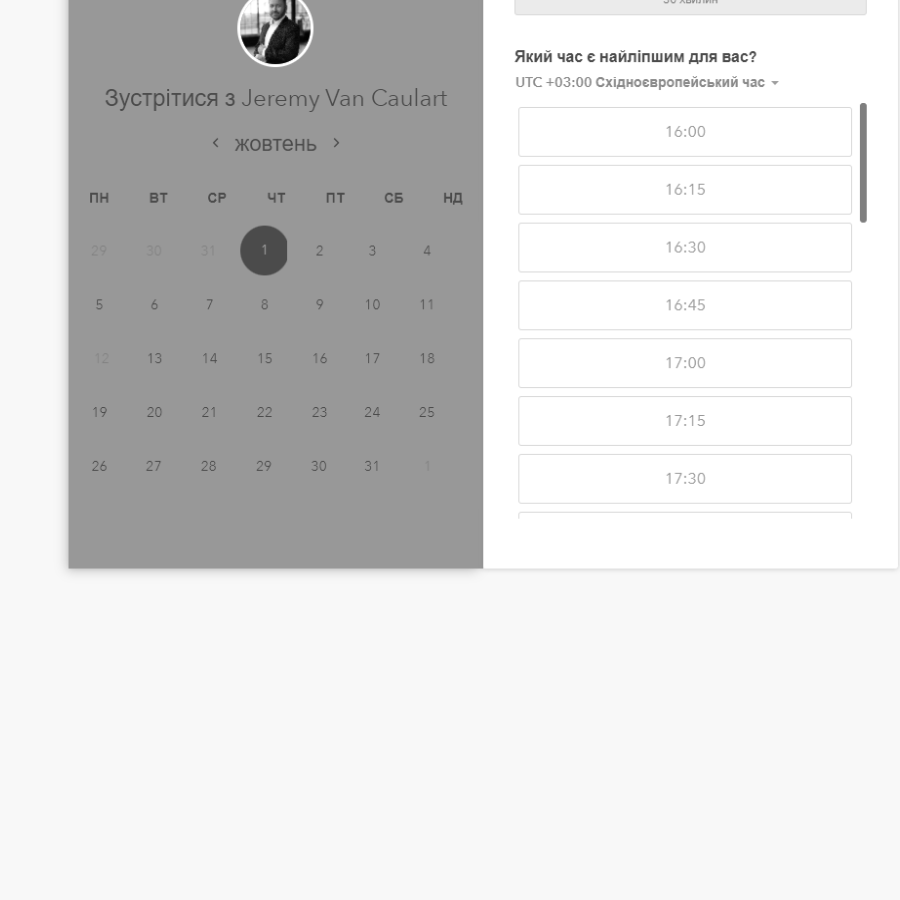 Зустрітися з Jeremy Van Caulart
жовтень
ПН ВТ СР ЧТ ПТ СБ НД
29 30 31 1 2 3 4
5 6 7 8 9 10 11
12 13 14 15 16 17 18
19 20 21 22 23 24 25
26 27 28 29 30 31 1
хвилин
Який час є найліпшим для вас?
UTC +03:00 Східноєвропейський час
16:00
16:15
16:30
16:45
17:00
17:15
17:30